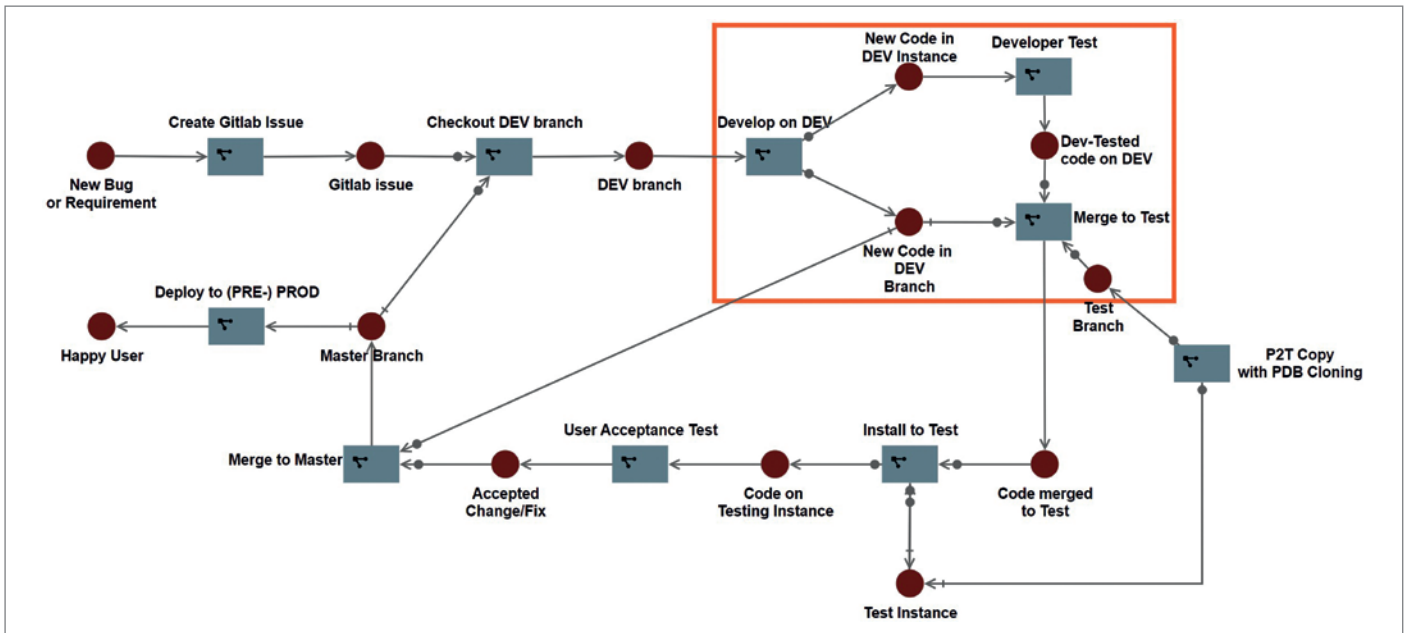 New Code in
DEV Instance
Developer Test
Create Gitlab Issue
Checkout DEV branch
Develop on DEV
Dev-Tested
code on DEV
New Bug
or Requirement
Gitlab issue
DEV branch
Merge to Test
New Code in
DEV
Branch
Deploy to (PRE-) PROD
Test
Branch
Happy User
Master Branch
P2T Copy
with PDB Cloning
User Acceptance Test
Install to Test
Merge to Master
Accepted
Change/Fix
Code on
Testing Instance
Code merged
to Test
Test Instance